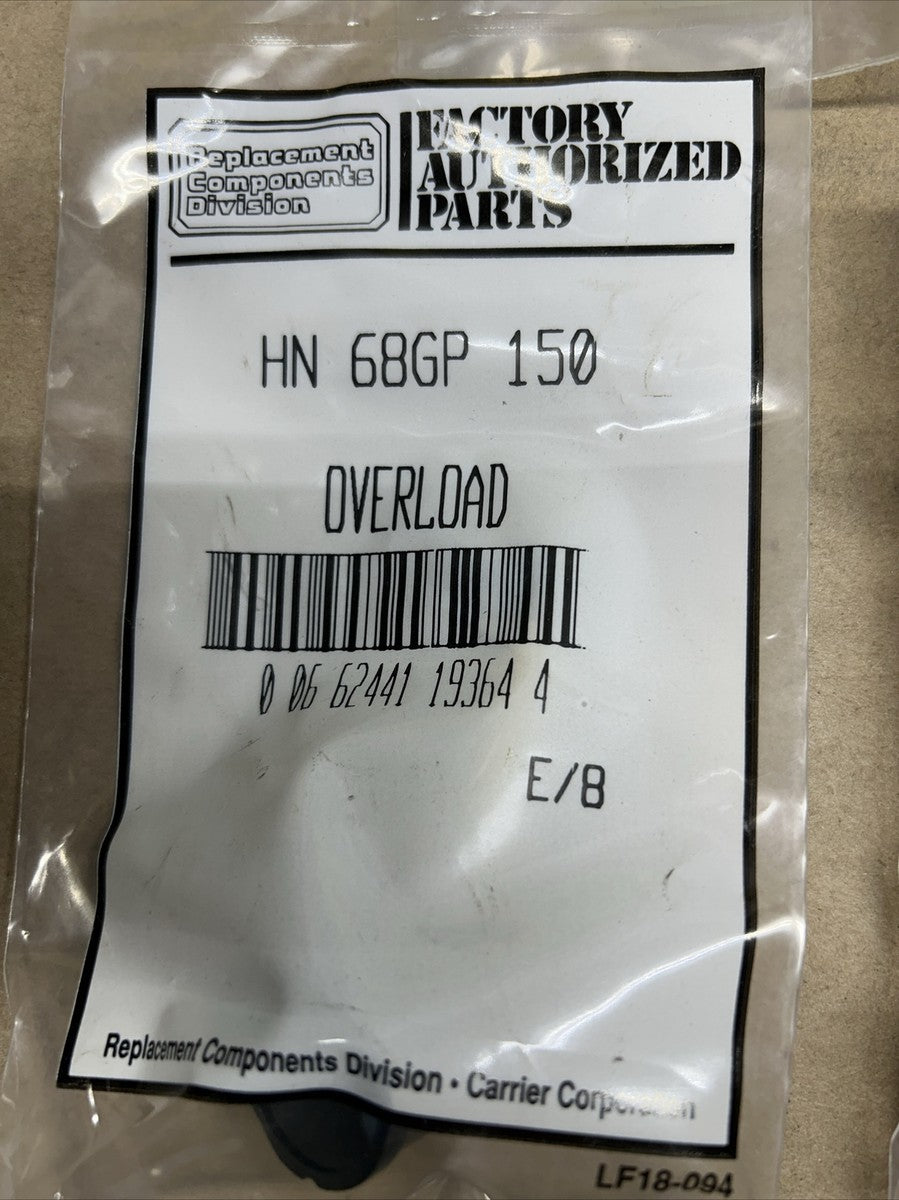 Replacement
Components
Division
FACTORY
AUTHORIZED
PARTS
HN 68GP 150
OVERLOAD
0 06 62441 19364 4
E/8
Replacement Components Division • Carrier Corporation
LF18-094